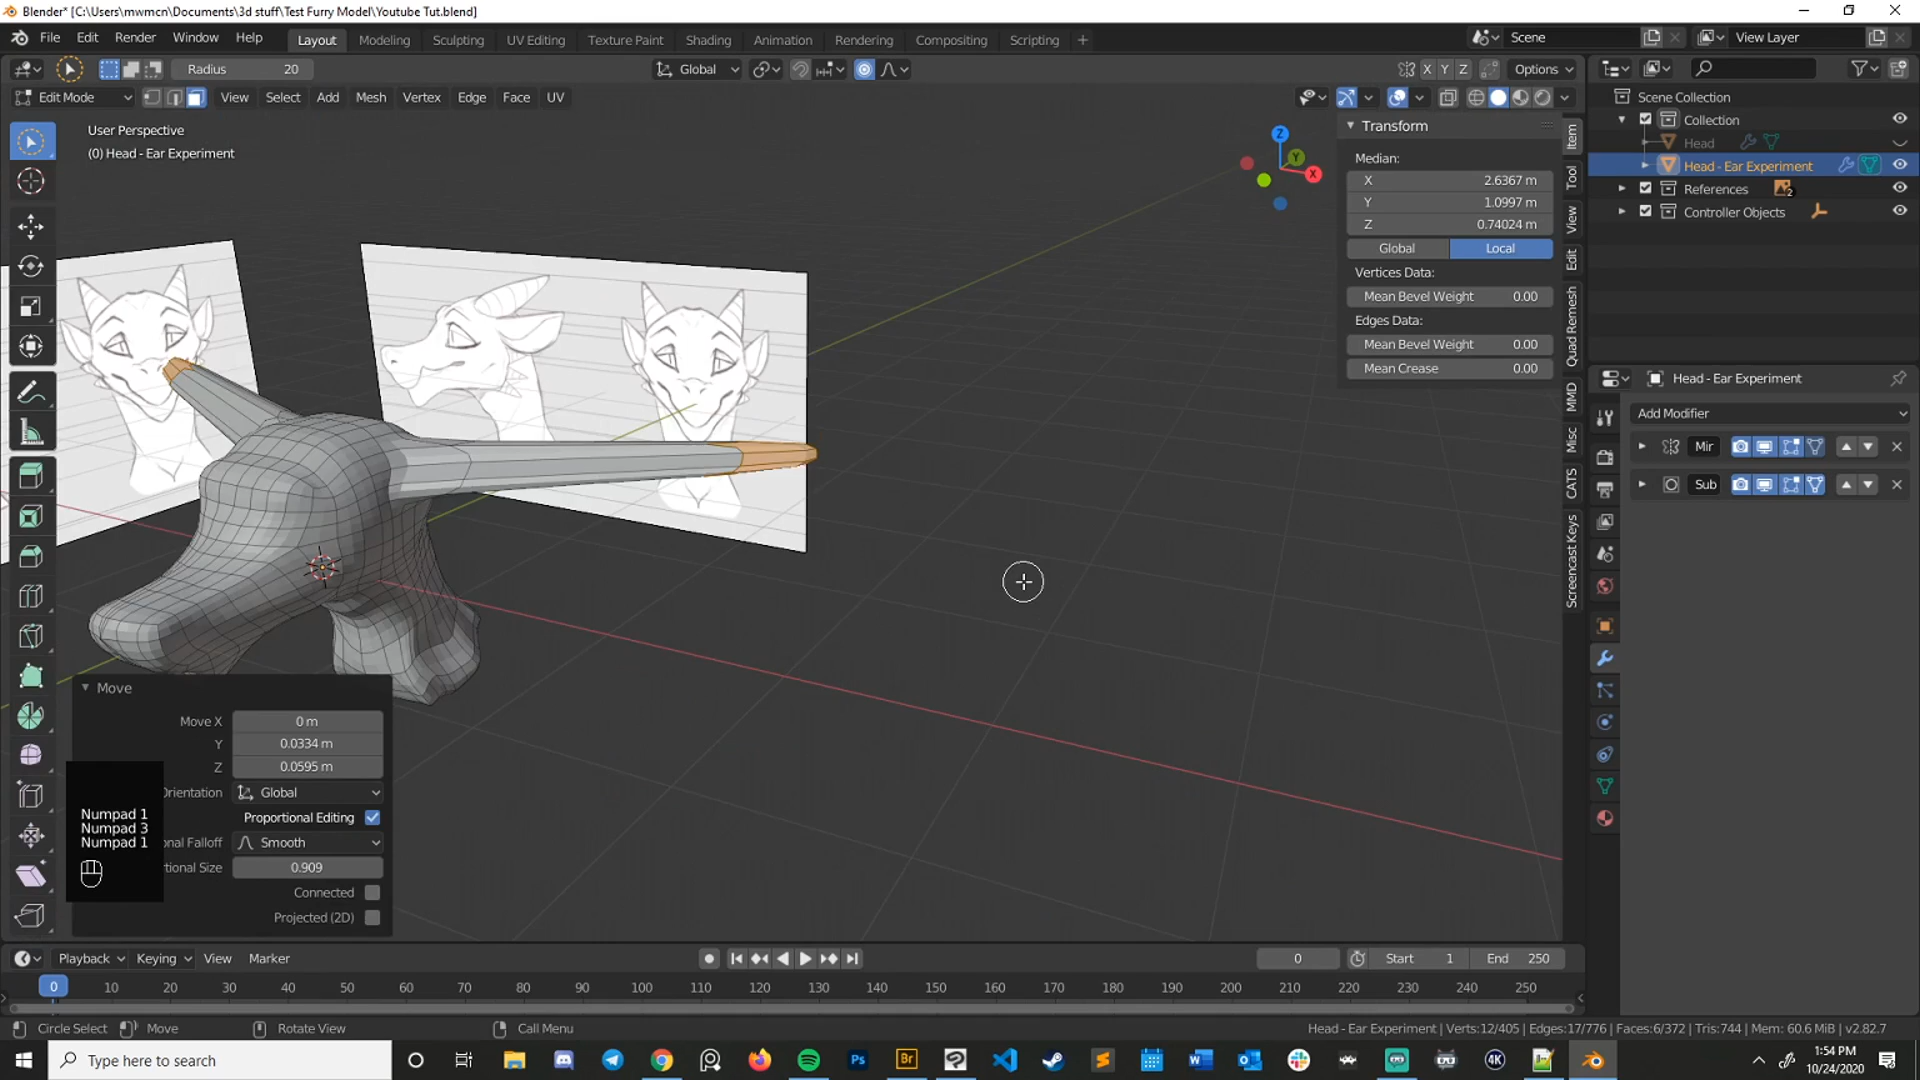 Blender* [C:\Users\mwmcn\Documents\3d stuff\Test Furry Model\Youtube Tut.blend]
File Edit Render Window Help
Layout Modeling Sculpting UV Editing Texture Paint Shading Animation Rendering Compositing Scripting +
Scene
View Layer
Radius 20
Global
X Y Z
Options
Edit Mode
View Select Add Mesh Vertex Edge Face UV
User Perspective
(0) Head - Ear Experiment
Z
Y
X
Transform
Median:
X 2.6367 m
Y 1.0997 m
Z 0.74024 m
Global Local
Vertices Data:
Mean Bevel Weight 0.00
Edges Data:
Mean Bevel Weight 0.00
Mean Crease 0.00
Item
Tool
View
Edit
Quad Remesh
MMD
Misc
CATS
Screencast Keys
Scene Collection
Collection
Head
Head - Ear Experiment
References 2
Controller Objects
Head - Ear Experiment
Add Modifier
Mir
Sub
Move
Move X 0 m
Y 0.0334 m
Z 0.0595 m
Orientation Global
Proportional Editing
onal Falloff Smooth
tional Size 0.909
Connected
Projected (2D)
Numpad 1
Numpad 3
Numpad 1
Playback Keying View Marker
0
Start 1
End 250
0 10 20 30 40 50 60 70 80 90 100 110 120 130 140 150 160 170 180 190 200 210 220 230 240 250
Circle Select Move Rotate View Call Menu
Head - Ear Experiment | Verts:12/405 | Edges:17/776 | Faces:6/372 | Tris:744 | Mem: 60.6 MiB | v2.82.7
Type here to search
Ps
Br
4K
1:54 PM
10/24/2020